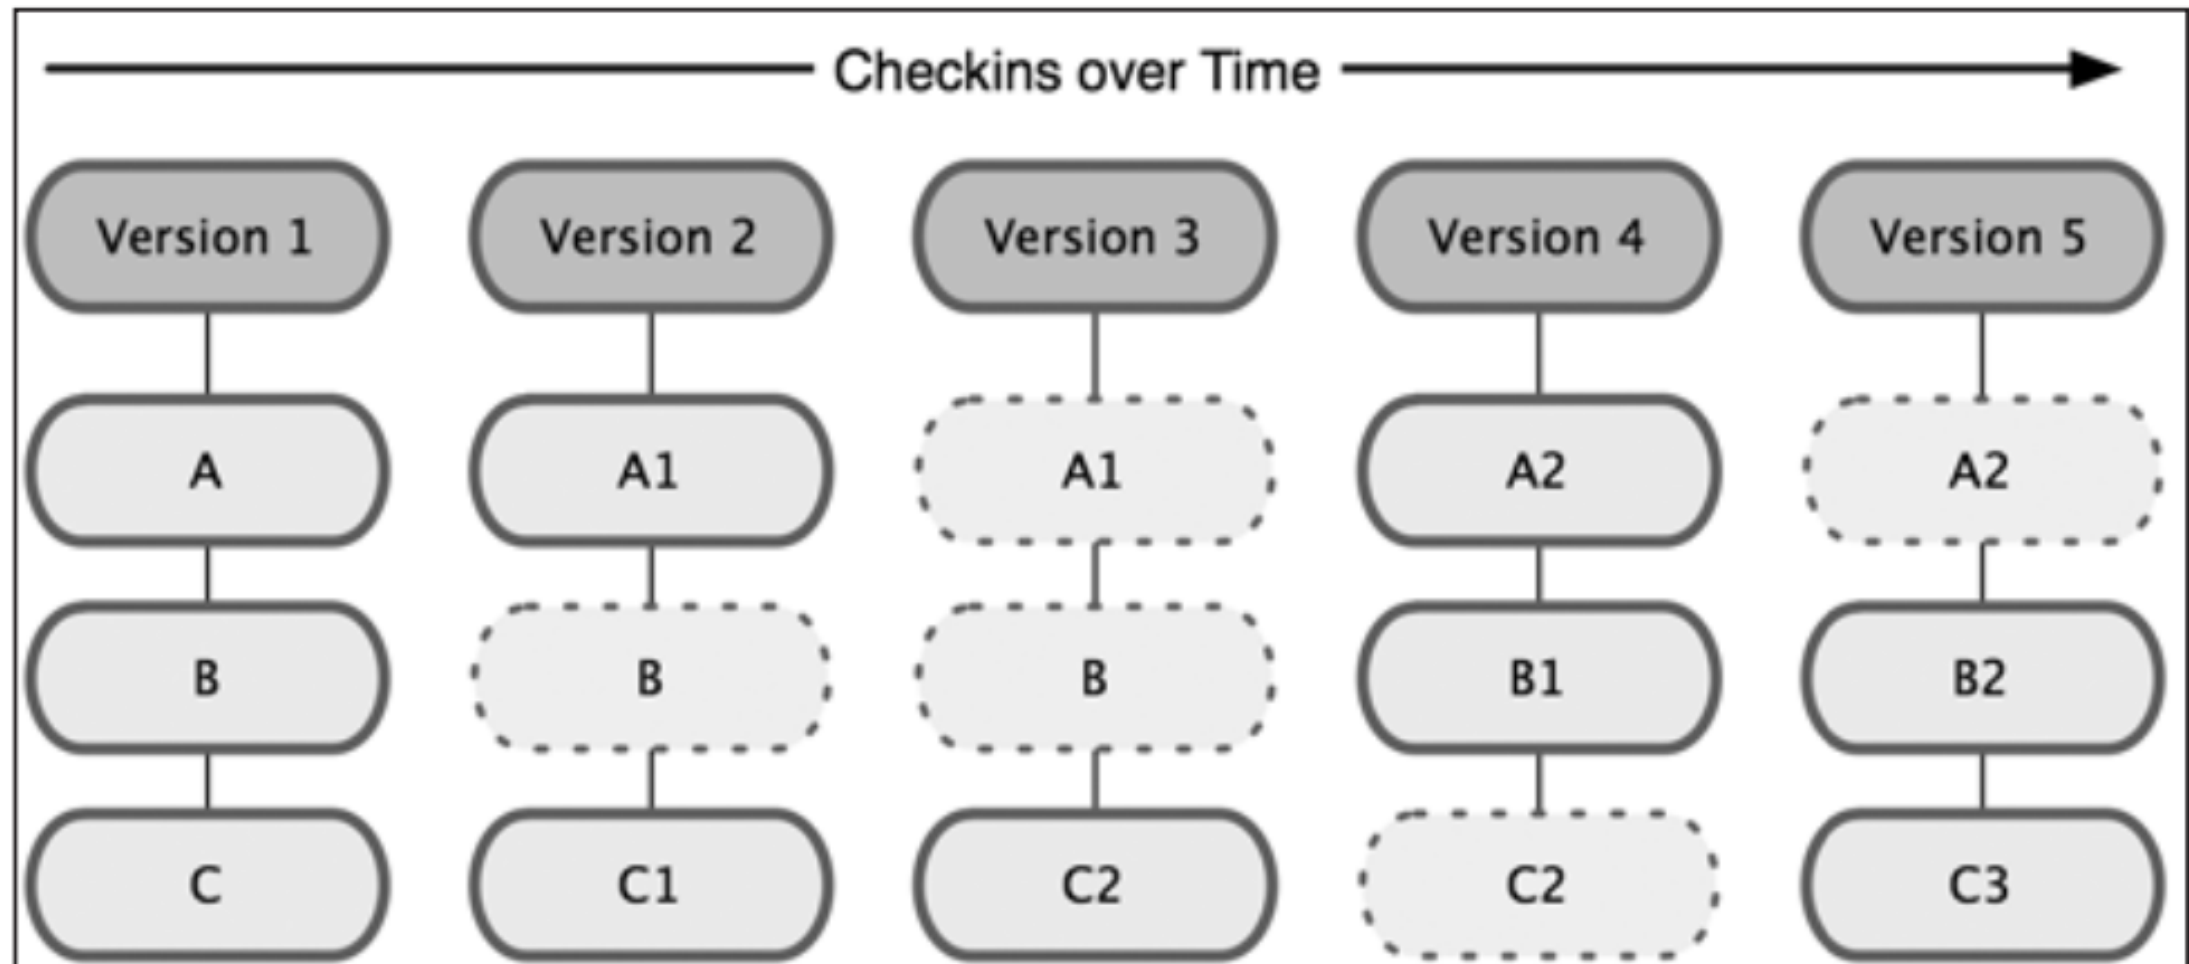 Checkins over Time
Version 1 Version 2 Version 3 Version 4 Version 5
A A1 A1 A2 A2
B B B B1 B2
C C1 C2 C2 C3